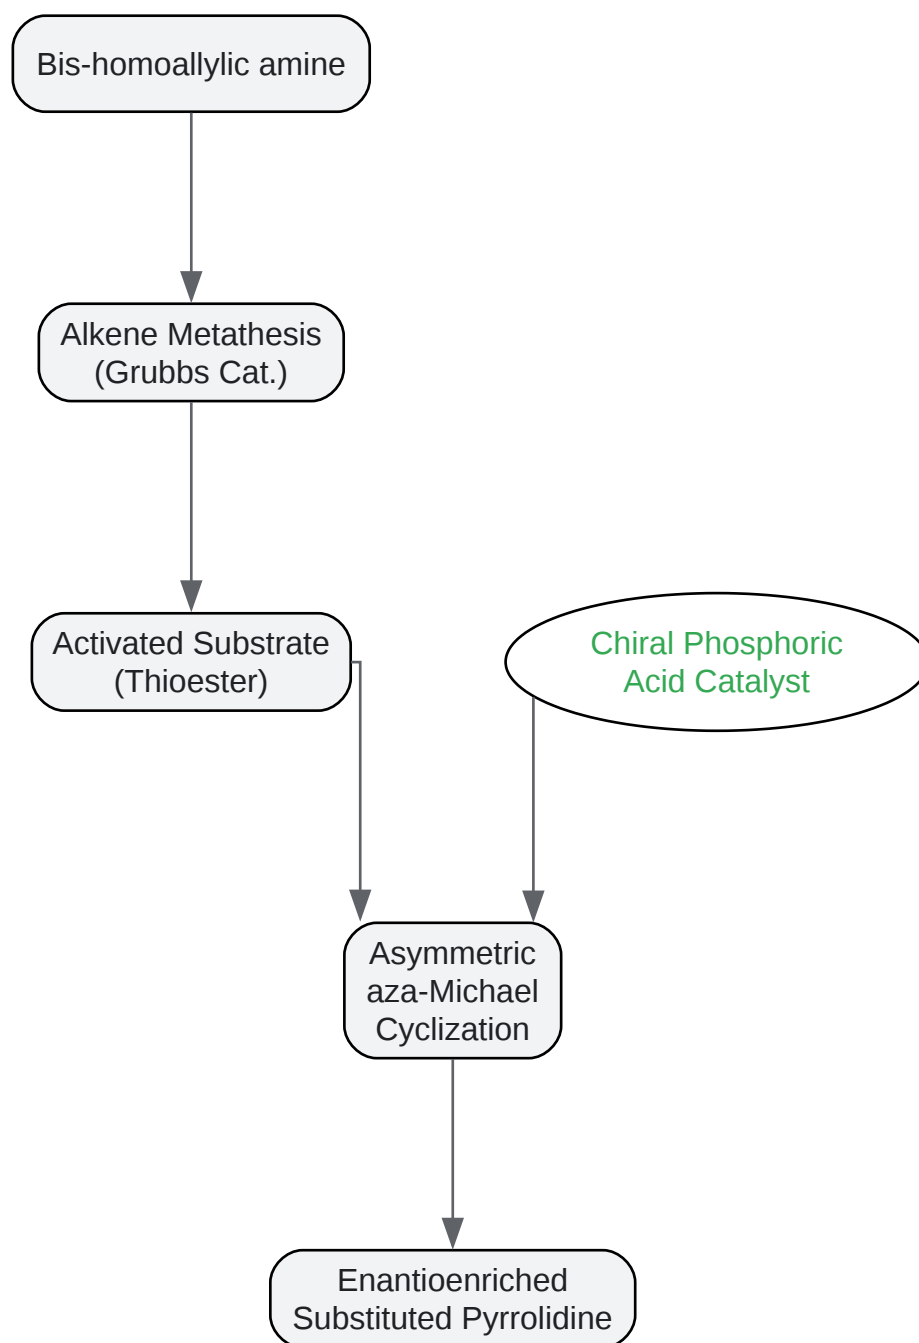 Bis-homoallylic amine
Alkene Metathesis
(Grubbs Cat.)
Activated Substrate
(Thioester)
Chiral Phosphoric
Acid Catalyst
Asymmetric
aza-Michael
Cyclization
Enantioenriched
Substituted Pyrrolidine